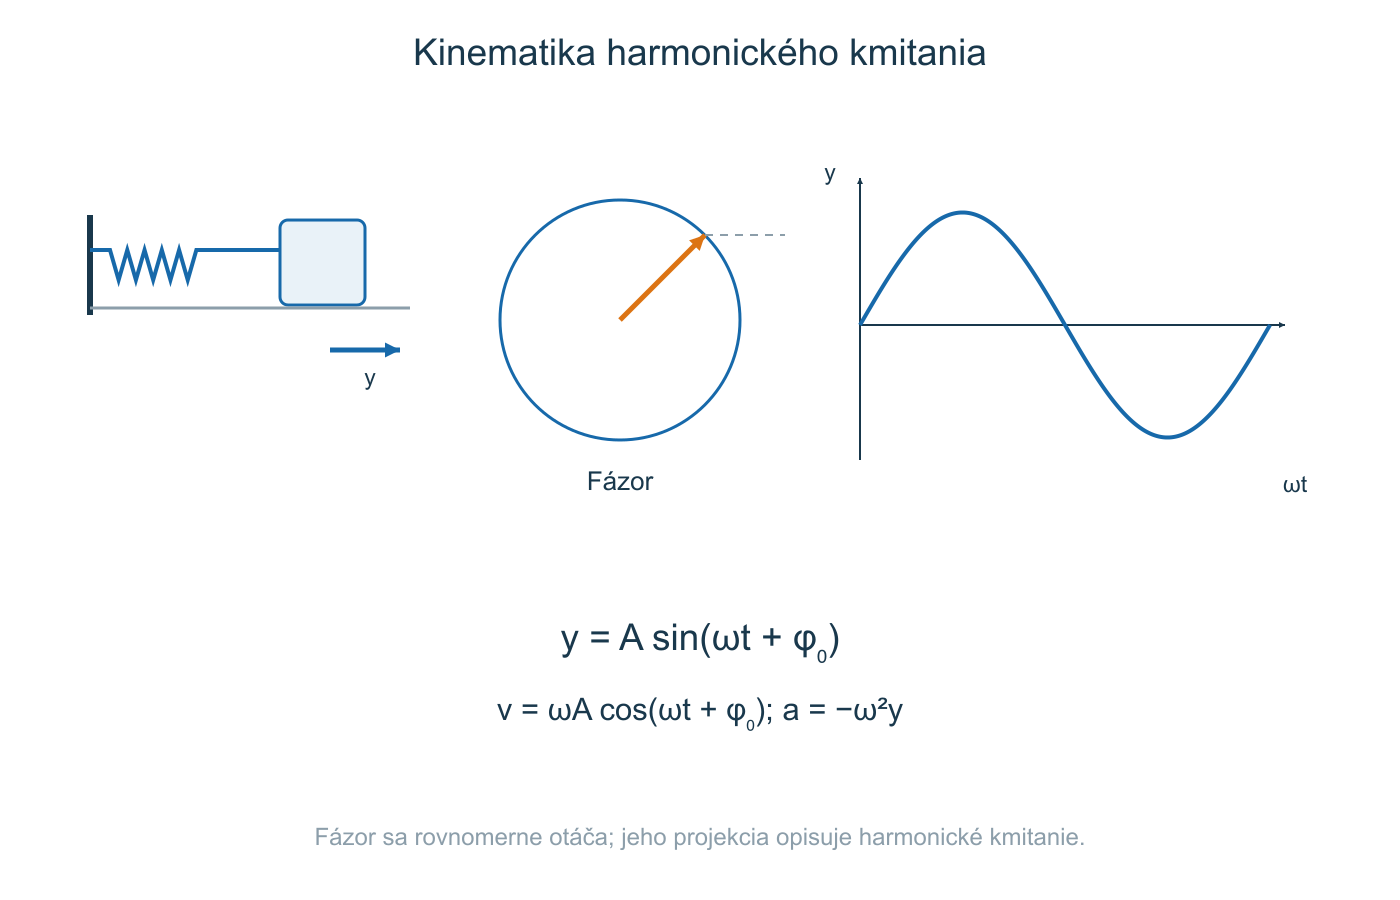 Kinematika harmonického kmitania
y
y
Fázor
ωt
y = A sin(ωt + φ₀)
v = ωA cos(ωt + φ₀); a = −ω²y
Fázor sa rovnomerne otáča; jeho projekcia opisuje harmonické kmitanie.